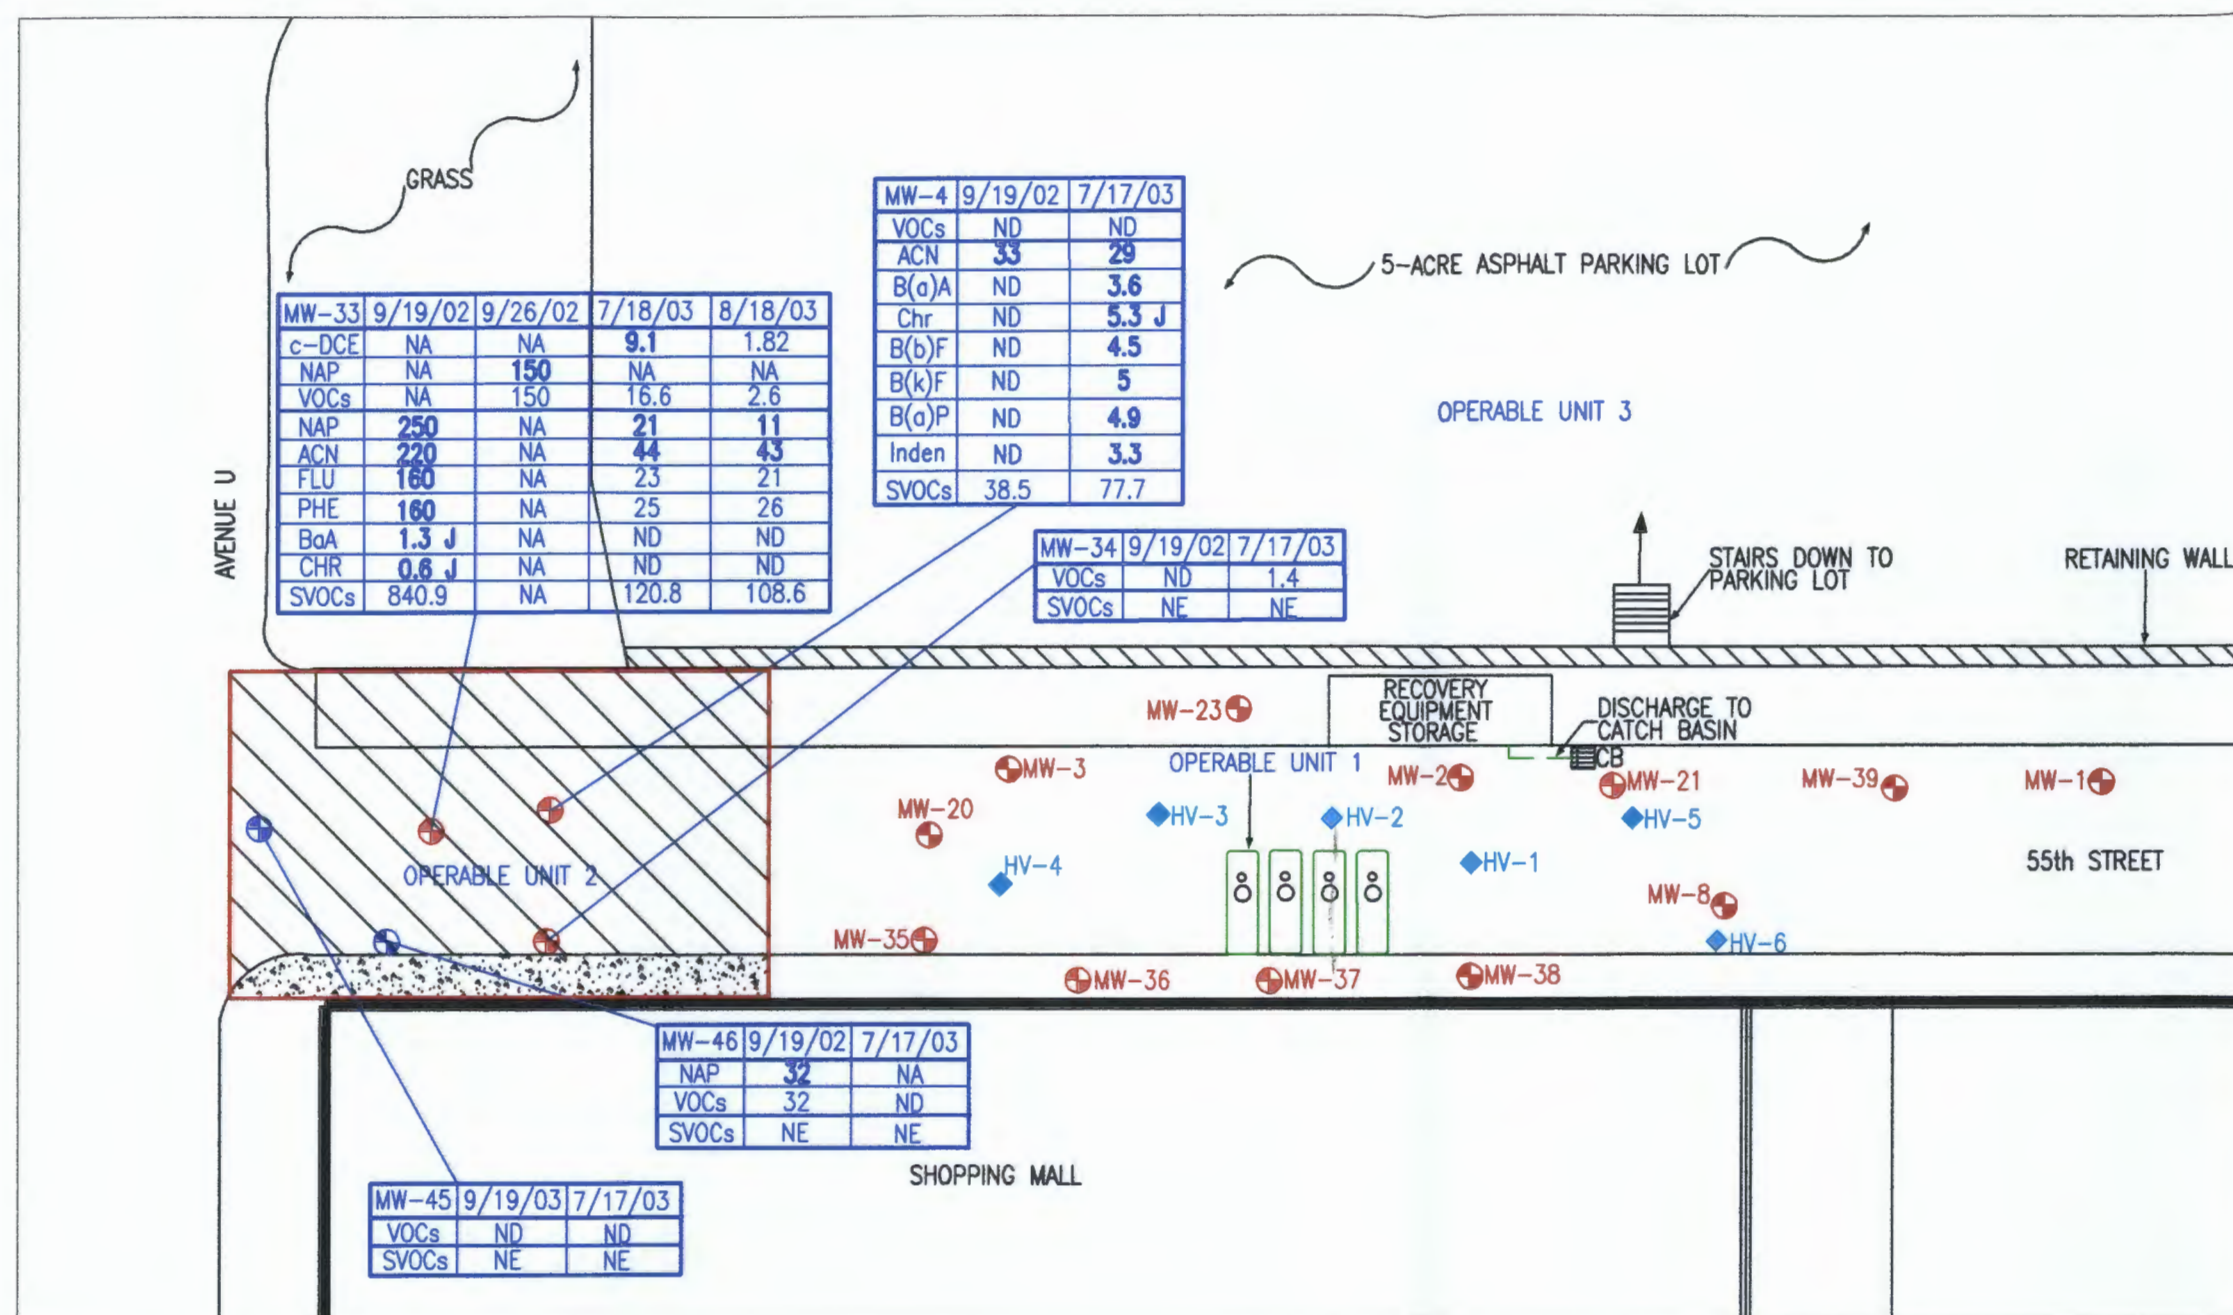 GRASS
AVENUE U
MW-4 9/19/02 7/17/03
VOCs ND ND
ACN 33 29
B(a)A ND 3.6
Chr ND 5.3 J
B(b)F ND 4.5
B(k)F ND 5
B(a)P ND 4.9
Inden ND 3.3
SVOCs 38.5 77.7
5-ACRE ASPHALT PARKING LOT
OPERABLE UNIT 3
MW-33 9/19/02 9/26/02 7/18/03 8/18/03
c-DCE NA NA 9.1 1.82
NAP NA 150 NA NA
VOCs NA 150 16.6 2.6
NAP 250 NA 21 11
ACN 220 NA 44 43
FLU 160 NA 23 21
PHE 160 NA 25 26
BaA 1.3 J NA ND ND
CHR 0.6 J NA ND ND
SVOCs 840.9 NA 120.8 108.6
MW-34 9/19/02 7/17/03
VOCs ND 1.4
SVOCs NE NE
STAIRS DOWN TO
PARKING LOT
RETAINING WALL
MW-23
RECOVERY
EQUIPMENT
STORAGE
DISCHARGE TO
CATCH BASIN
CB
MW-3
OPERABLE UNIT 1
MW-2
MW-21
MW-39
MW-1
MW-20
HV-3
HV-2
HV-5
HV-4
HV-1
55th STREET
OPERABLE UNIT 2
MW-8
MW-35
HV-6
MW-36
MW-37
MW-38
MW-46 9/19/02 7/17/03
NAP 32 NA
VOCs 32 ND
SVOCs NE NE
SHOPPING MALL
MW-45 9/19/03 7/17/03
VOCs ND ND
SVOCs NE NE